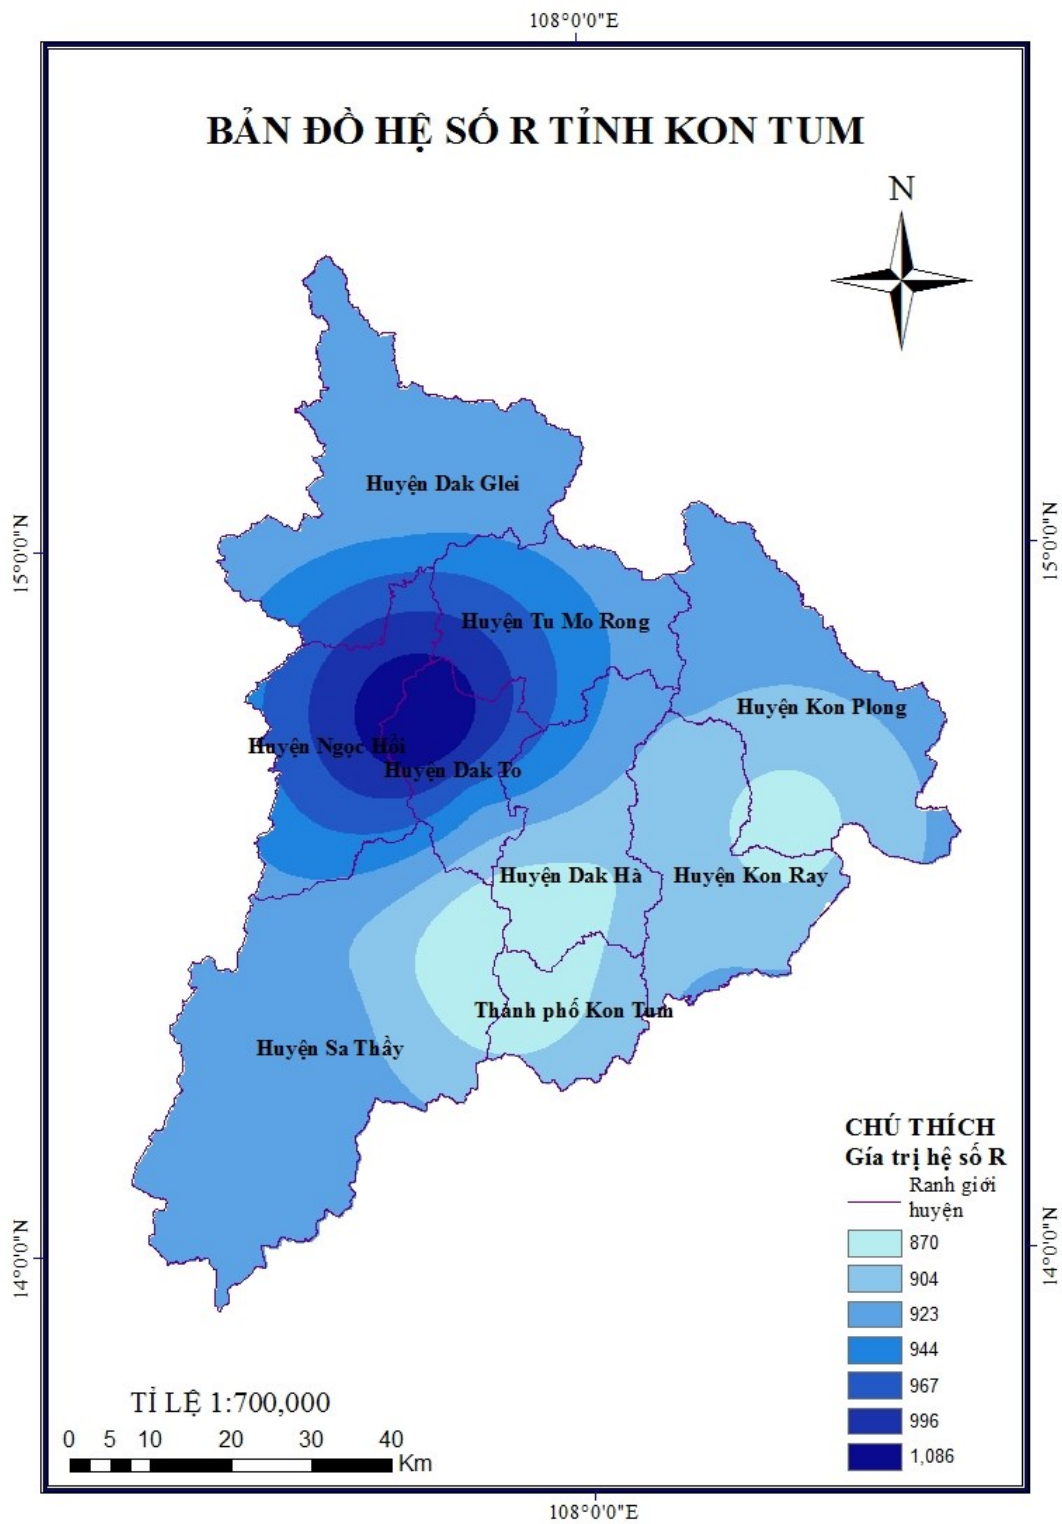 108°0'0"E
BẢN ĐỒ HỆ SỐ R TỈNH KON TUM
N
Huyện Dak Glei
15°0'0"N
15°0'0"N
Huyện Tu Mo Rong
Huyện Kon Plong
Huyện Ngọc Hồi
Huyện Dak To
Huyện Dak Hà
Huyện Kon Ray
Thành phố Kon Tum
Huyện Sa Thầy
CHÚ THÍCH
Gía trị hệ số R
Ranh giới
huyện
870
904
923
944
967
996
1,086
14°0'0"N
14°0'0"N
TỈ LỆ 1:700,000
0 5 10 20 30 40
Km
108°0'0"E